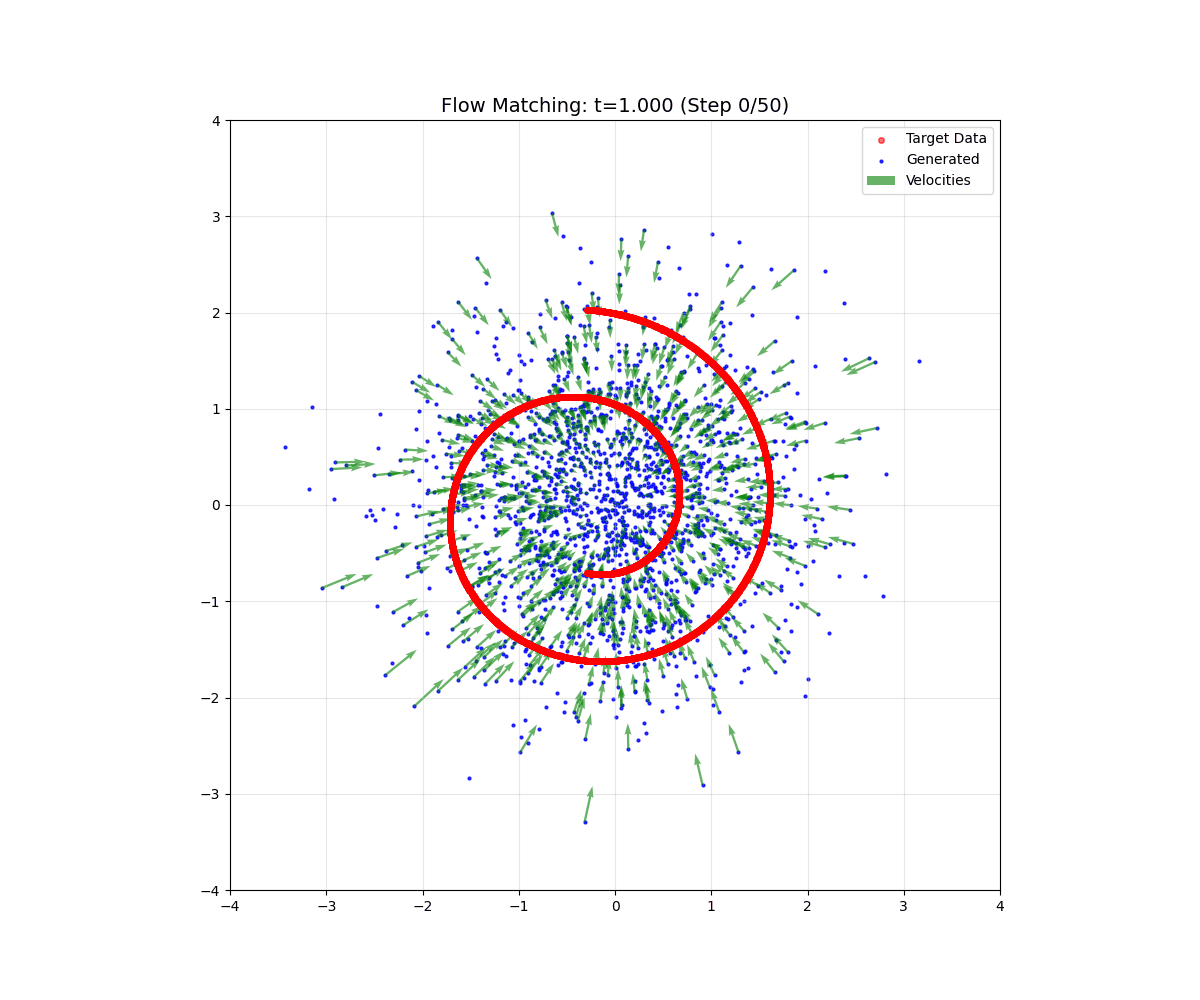 Flow Matching: t=1.000 (Step 0/50)
Target Data
Generated
Velocities
4
3
2
1
0
−1
−2
−3
−4
−4 −3 −2 −1 0 1 2 3 4